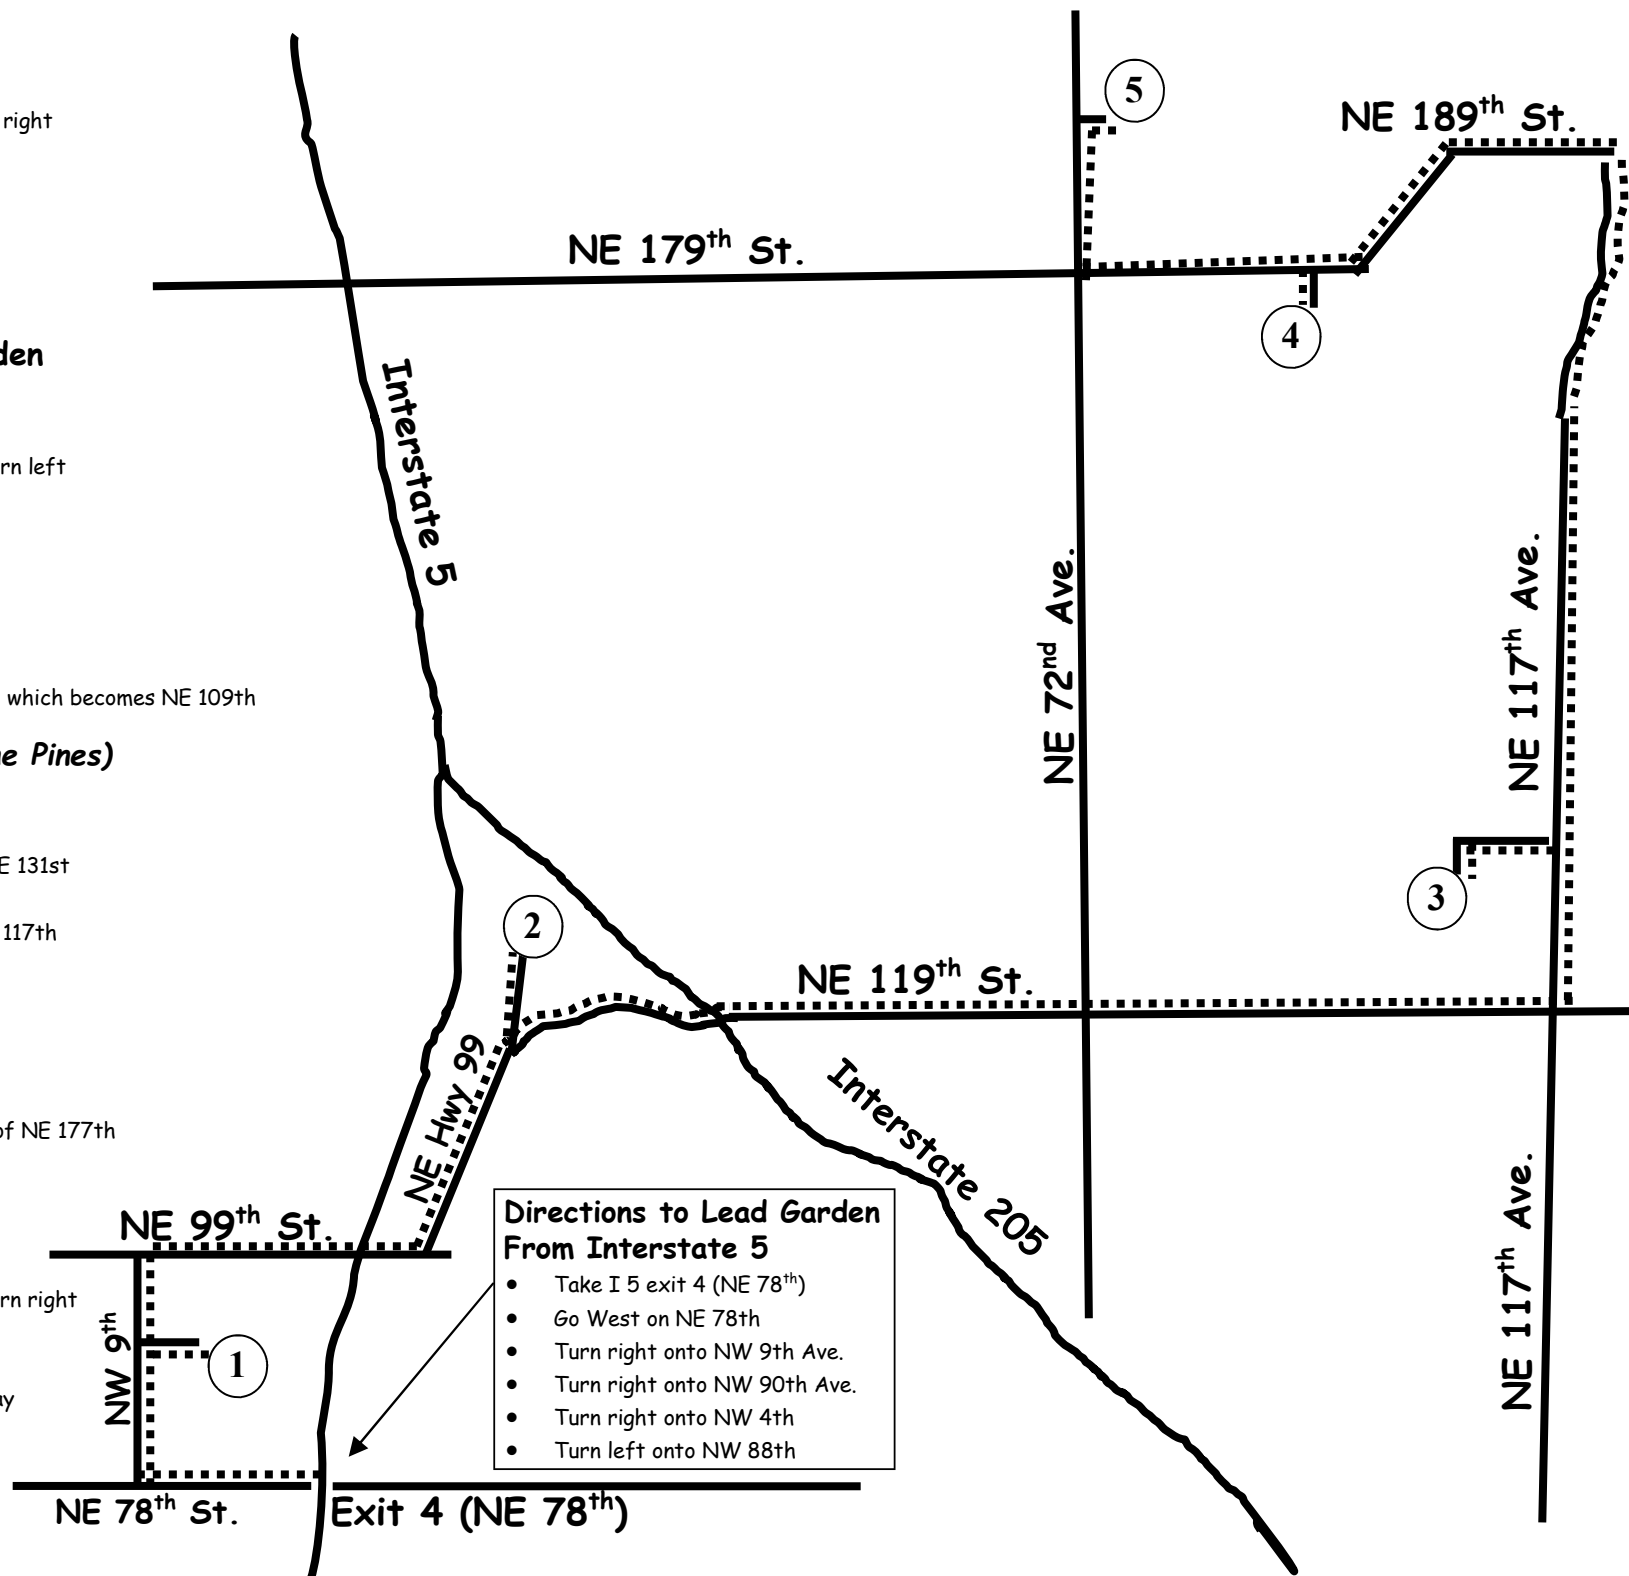 right
den
rn left
which becomes NE 109th
e Pines)
E 131st
117th
of NE 177th
rn right
ay
5
NE 189th St.
NE 179th St.
4
Interstate 5
NE 72nd Ave.
NE 117th Ave.
3
2
NE 119th St.
NE Hwy 99
Interstate 205
NE 117th Ave.
NE 99th St.
NW 9th
1
Directions to Lead Garden
From Interstate 5
• Take I 5 exit 4 (NE 78th)
• Go West on NE 78th
• Turn right onto NW 9th Ave.
• Turn right onto NW 90th Ave.
• Turn right onto NW 4th
• Turn left onto NW 88th
NE 78th St.
Exit 4 (NE 78th)